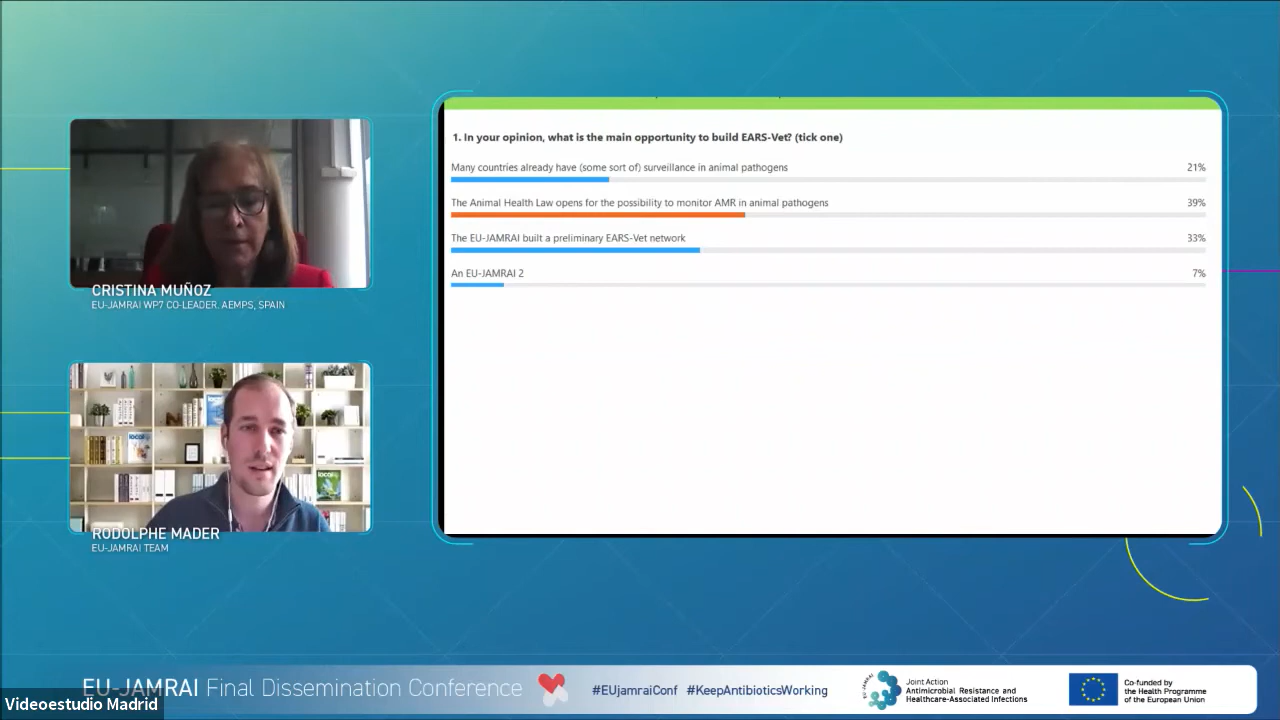 CRISTINA MUÑOZ
EU-JAMRAI WP7 CO-LEADER. AEMPS, SPAIN
RODOLPHE MADER
EU-JAMRAI TEAM
1. In your opinion, what is the main opportunity to build EARS-Vet? (tick one)
Many countries already have (some sort of) surveillance in animal pathogens 21%
The Animal Health Law opens for the possibility to monitor AMR in animal pathogens 39%
The EU-JAMRAI built a preliminary EARS-Vet network 33%
An EU-JAMRAI 2 7%
EU-JAMRAI Final Dissemination Conference
#EUjamraiConf #KeepAntibioticsWorking
EU-JAMRAI
Joint Action
Antimicrobial Resistance and
Healthcare-Associated Infections
Co-funded by
the Health Programme
of the European Union
Videoestudio Madrid